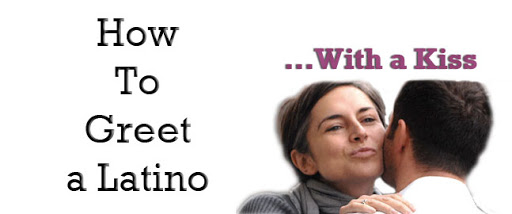 How
To
Greet
a Latino
...With a Kiss